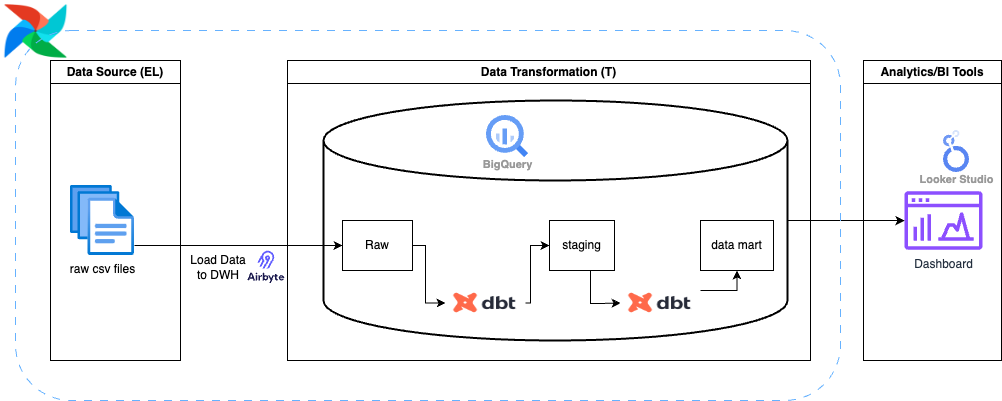 Data Source (EL)
Data Transformation (T)
Analytics/BI Tools
BigQuery
Looker Studio
Raw
staging
data mart
Load Data
to DWH
Airbyte
raw csv files
Dashboard
dbt
dbt